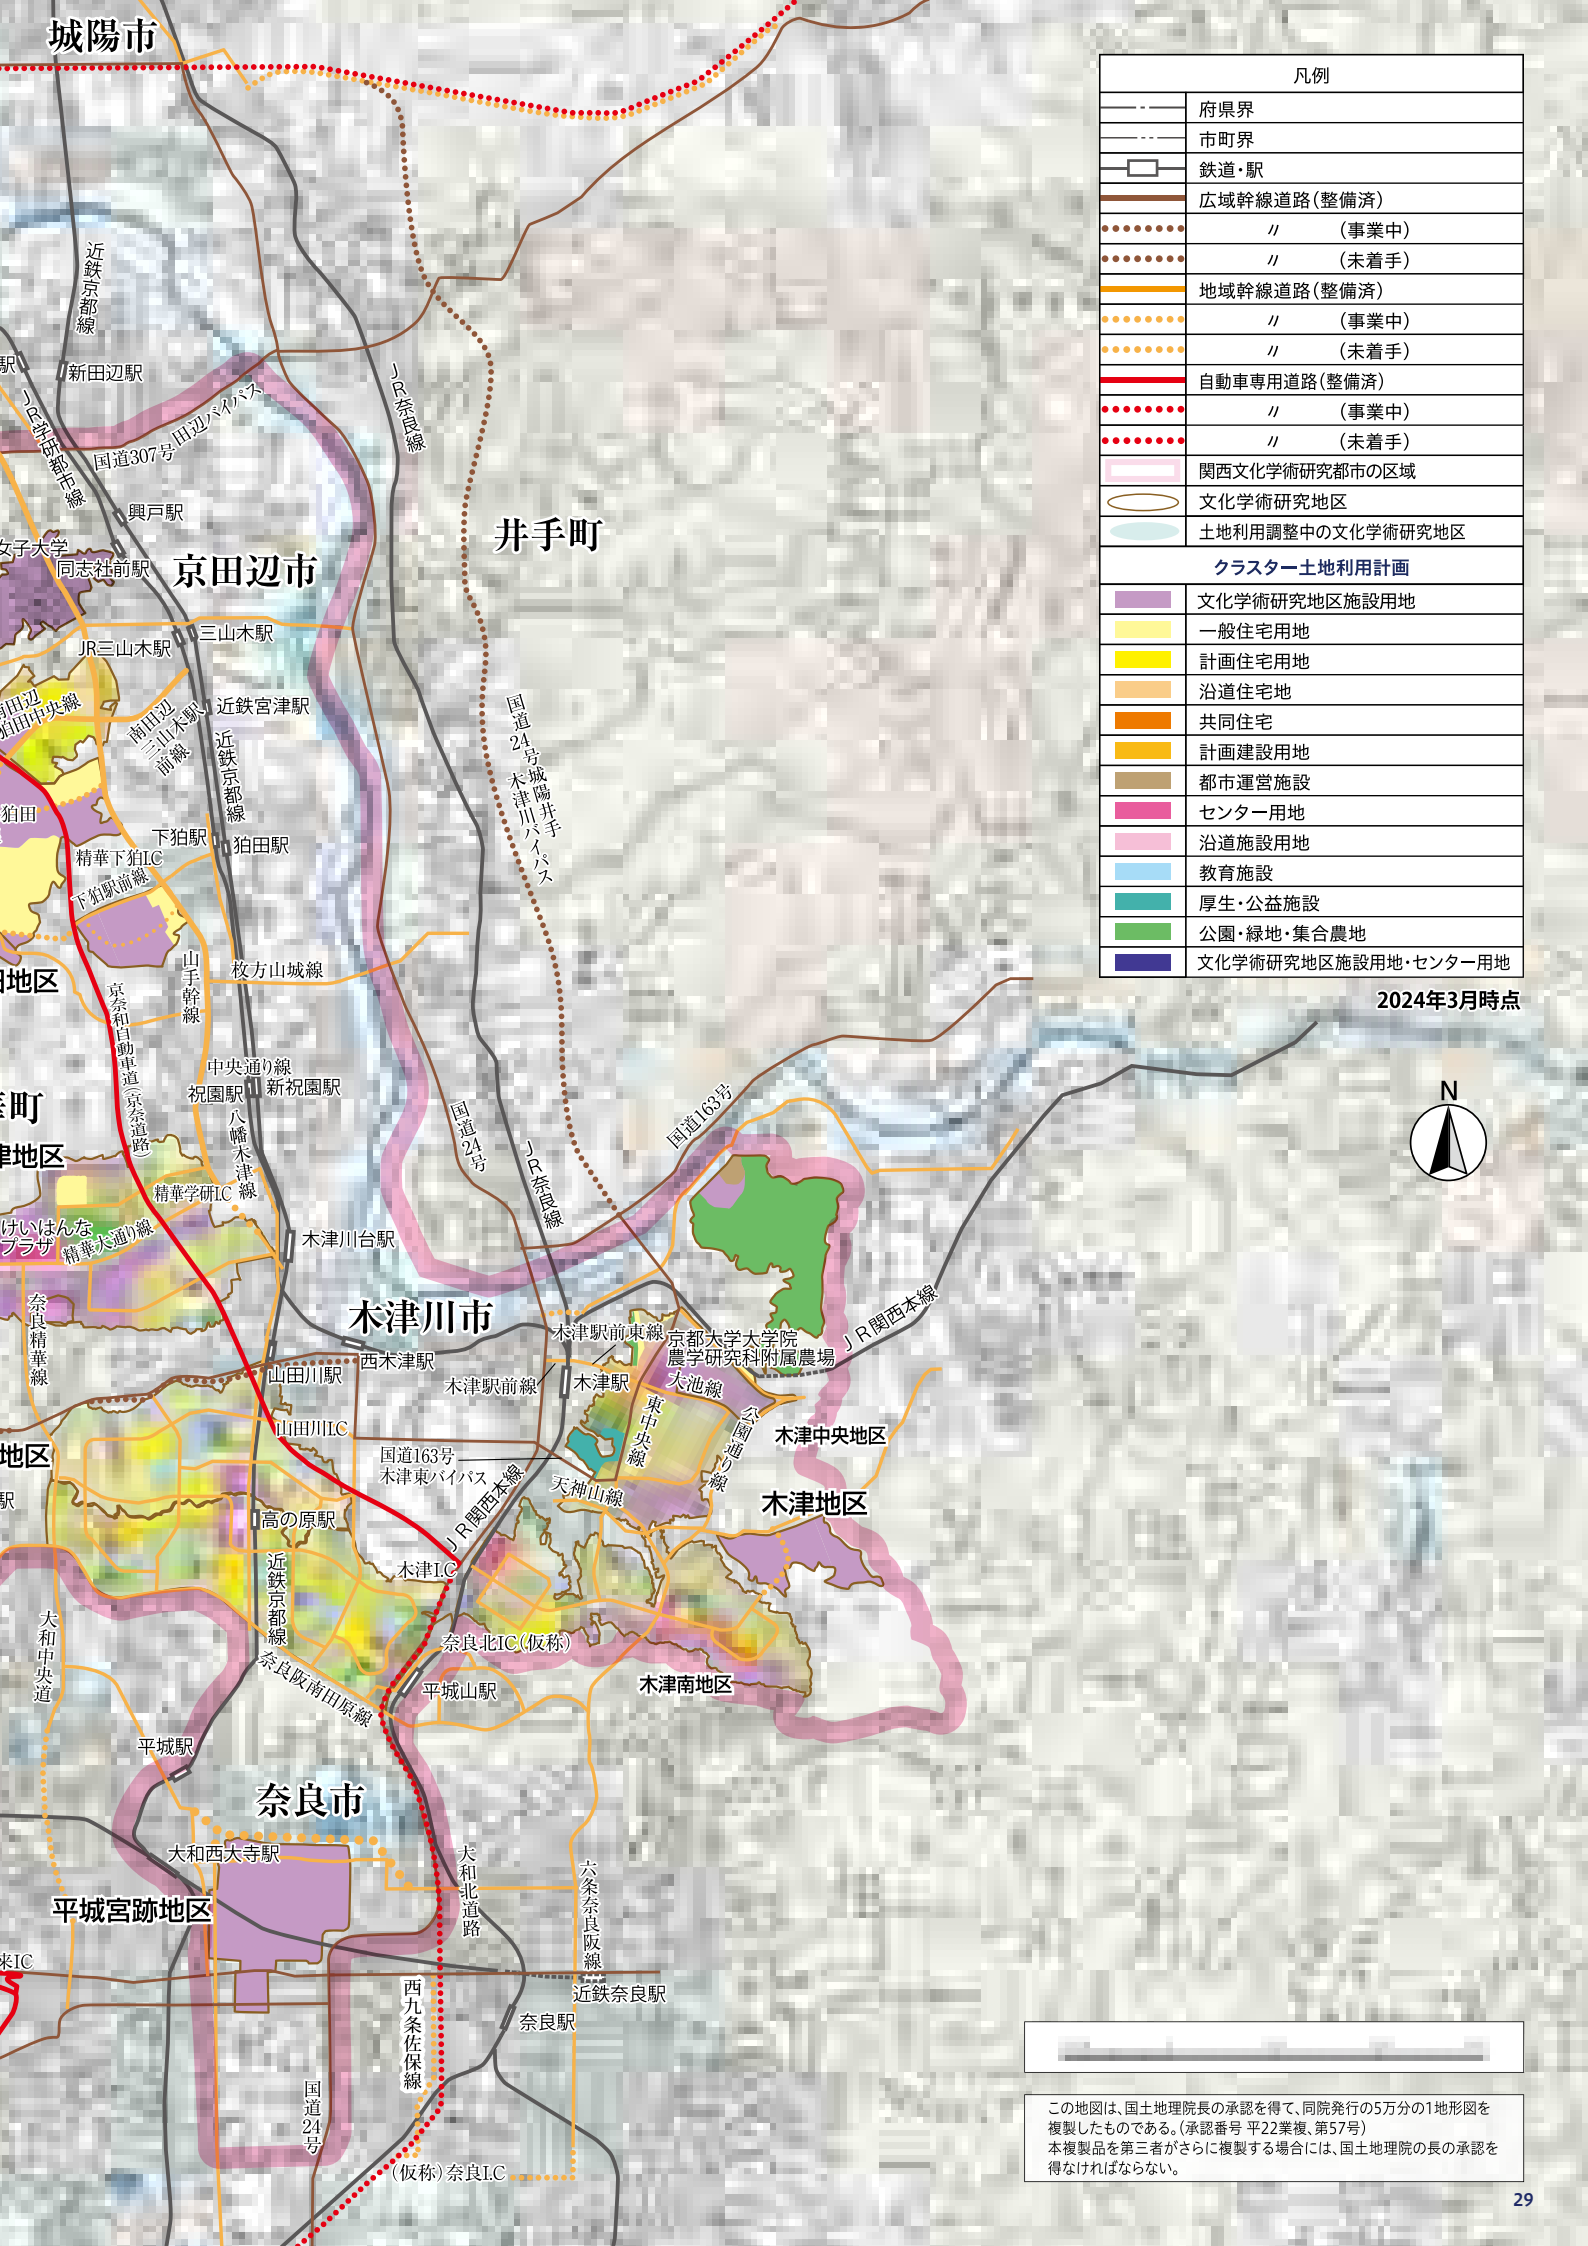 城陽市
凡例
府県界
市町界
鉄道・駅
広域幹線道路（整備済）
〃　（事業中）
〃　（未着手）
地域幹線道路（整備済）
〃　（事業中）
〃　（未着手）
自動車専用道路（整備済）
〃　（事業中）
〃　（未着手）
関西文化学術研究都市の区域
文化学術研究地区
土地利用調整中の文化学術研究地区
クラスター土地利用計画
文化学術研究地区施設用地
一般住宅用地
計画住宅用地
沿道住宅地
共同住宅
計画建設用地
都市運営施設
センター用地
沿道施設用地
教育施設
厚生・公益施設
公園・緑地・集合農地
文化学術研究地区施設用地・センター用地
2024年3月時点
N
近鉄京都線
駅
新田辺駅
JR学研都市線
国道307号
田辺バイパス
JR奈良線
興戸駅
女子大学
同志社前駅
京田辺市
井手町
三山木駅
JR三山木駅
南田辺
狛田中央線
南田辺
三山木駅
前線
近鉄宮津駅
近鉄京都線
国道24号城陽井手
木津川バイパス
狛田
下狛駅
狛田駅
精華下狛I.C
下狛駅前線
山手幹線
枚方山城線
地区
京奈和自動車道（京奈道路）
中央通り線
祝園駅
新祝園駅
町
津地区
八幡木津線
国道24号
JR奈良線
国道163号
精華学研I.C
けいはんな
プラザ
精華大通り線
木津川台駅
奈良精華線
木津川市
木津駅前東線
京都大学大学院
農学研究科附属農場
JR関西本線
山田川駅
西木津駅
木津駅前線
木津駅
大池線
東中央線
公園通り線
木津中央地区
山田川I.C
国道163号
木津東バイパス
地区
駅
天神山線
木津地区
JR関西本線
高の原駅
近鉄京都線
木津I.C
大和中央道
奈良北IC（仮称）
奈良阪南田原線
平城山駅
木津南地区
平城駅
奈良市
大和西大寺駅
大和北道路
六条奈良阪線
平城宮跡地区
来IC
西九条佐保線
近鉄奈良駅
奈良駅
国道24号
（仮称）奈良I.C
この地図は、国土地理院長の承認を得て、同院発行の5万分の1地形図を
複製したものである。（承認番号 平22業複、第57号）
本複製品を第三者がさらに複製する場合には、国土地理院の長の承認を
得なければならない。
29